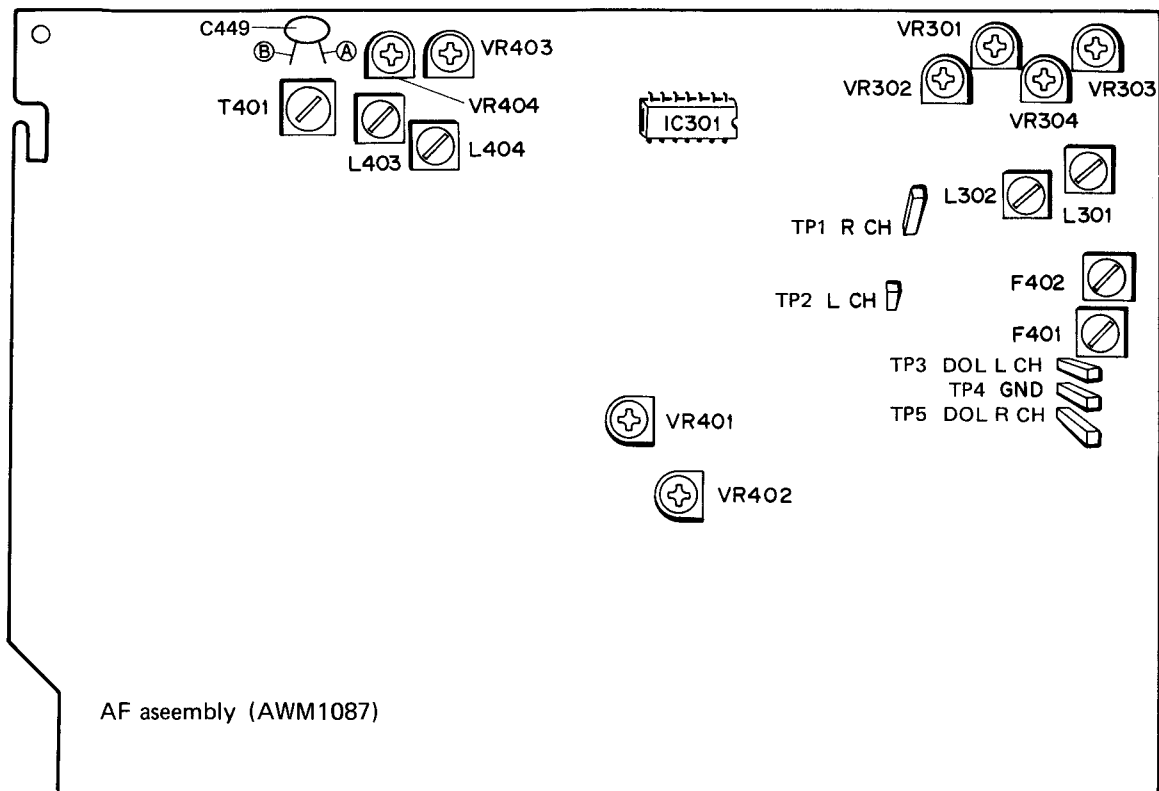 C449
B
A
VR403
VR404
T401
L403
L404
IC301
VR301
VR302
VR303
VR304
L302
L301
TP1 R CH
TP2 L CH
F402
F401
TP3 DOL L CH
TP4 GND
TP5 DOL R CH
VR401
VR402
AF aseembly (AWM1087)